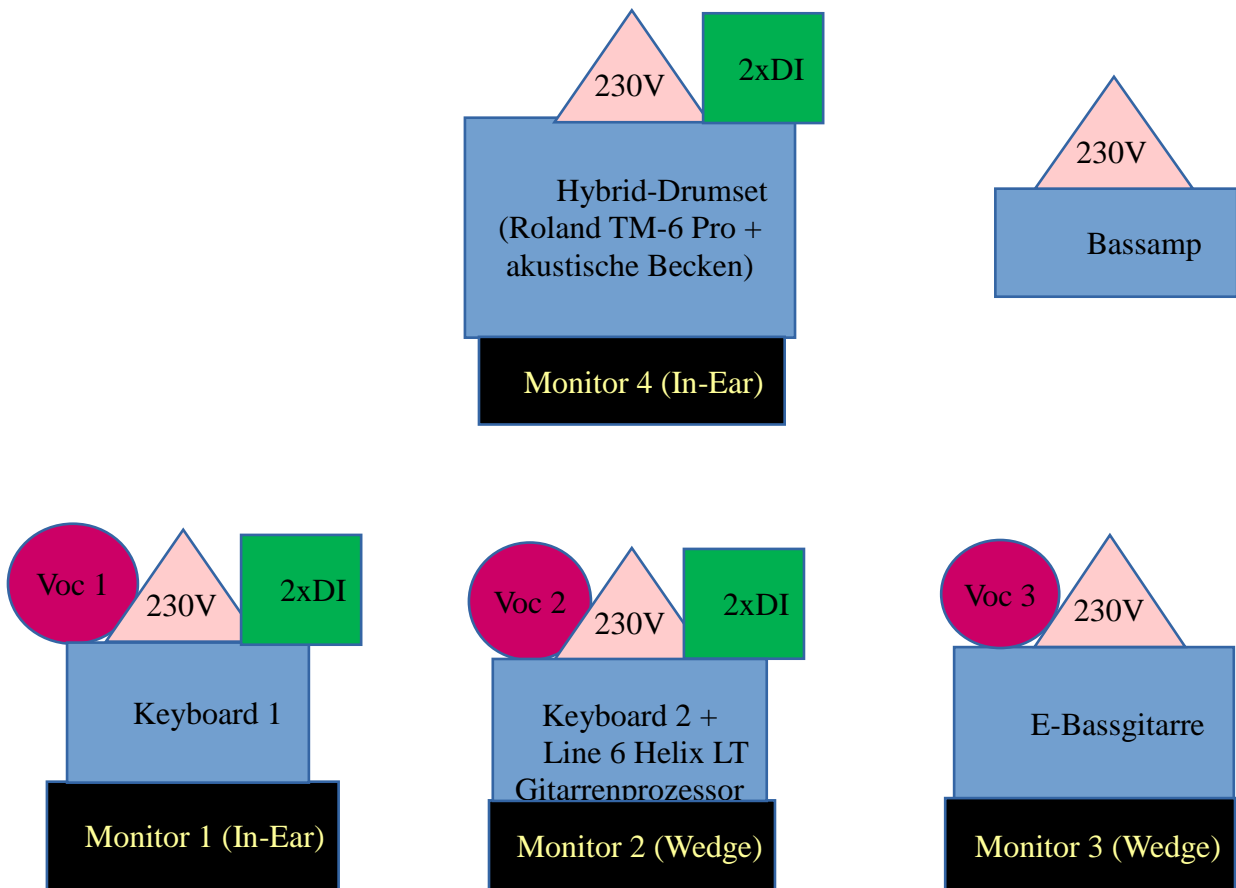 230V
2xDI
Hybrid-Drumset
(Roland TM-6 Pro +
akustische Becken)
Monitor 4 (In-Ear)
230V
Bassamp
Voc 1
230V
2xDI
Keyboard 1
Monitor 1 (In-Ear)
Voc 2
230V
2xDI
Keyboard 2 +
Line 6 Helix LT
Gitarrenprozessor
Monitor 2 (Wedge)
Voc 3
230V
E-Bassgitarre
Monitor 3 (Wedge)